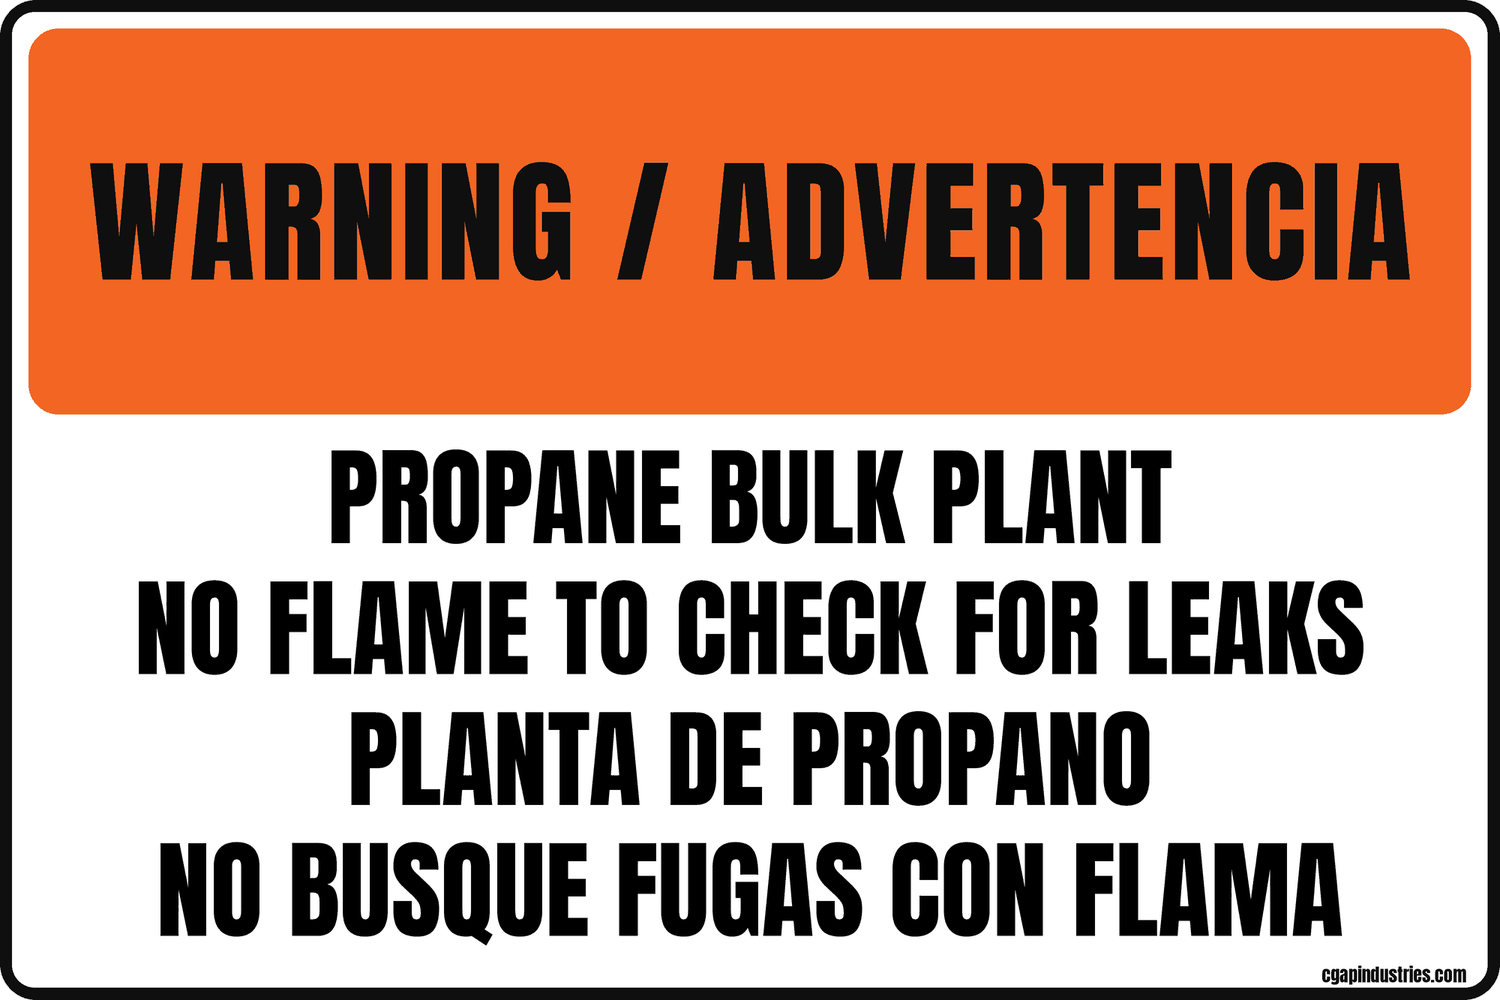 WARNING / ADVERTENCIA
PROPANE BULK PLANT
NO FLAME TO CHECK FOR LEAKS
PLANTA DE PROPANO
NO BUSQUE FUGAS CON FLAMA
cgapindustries.com